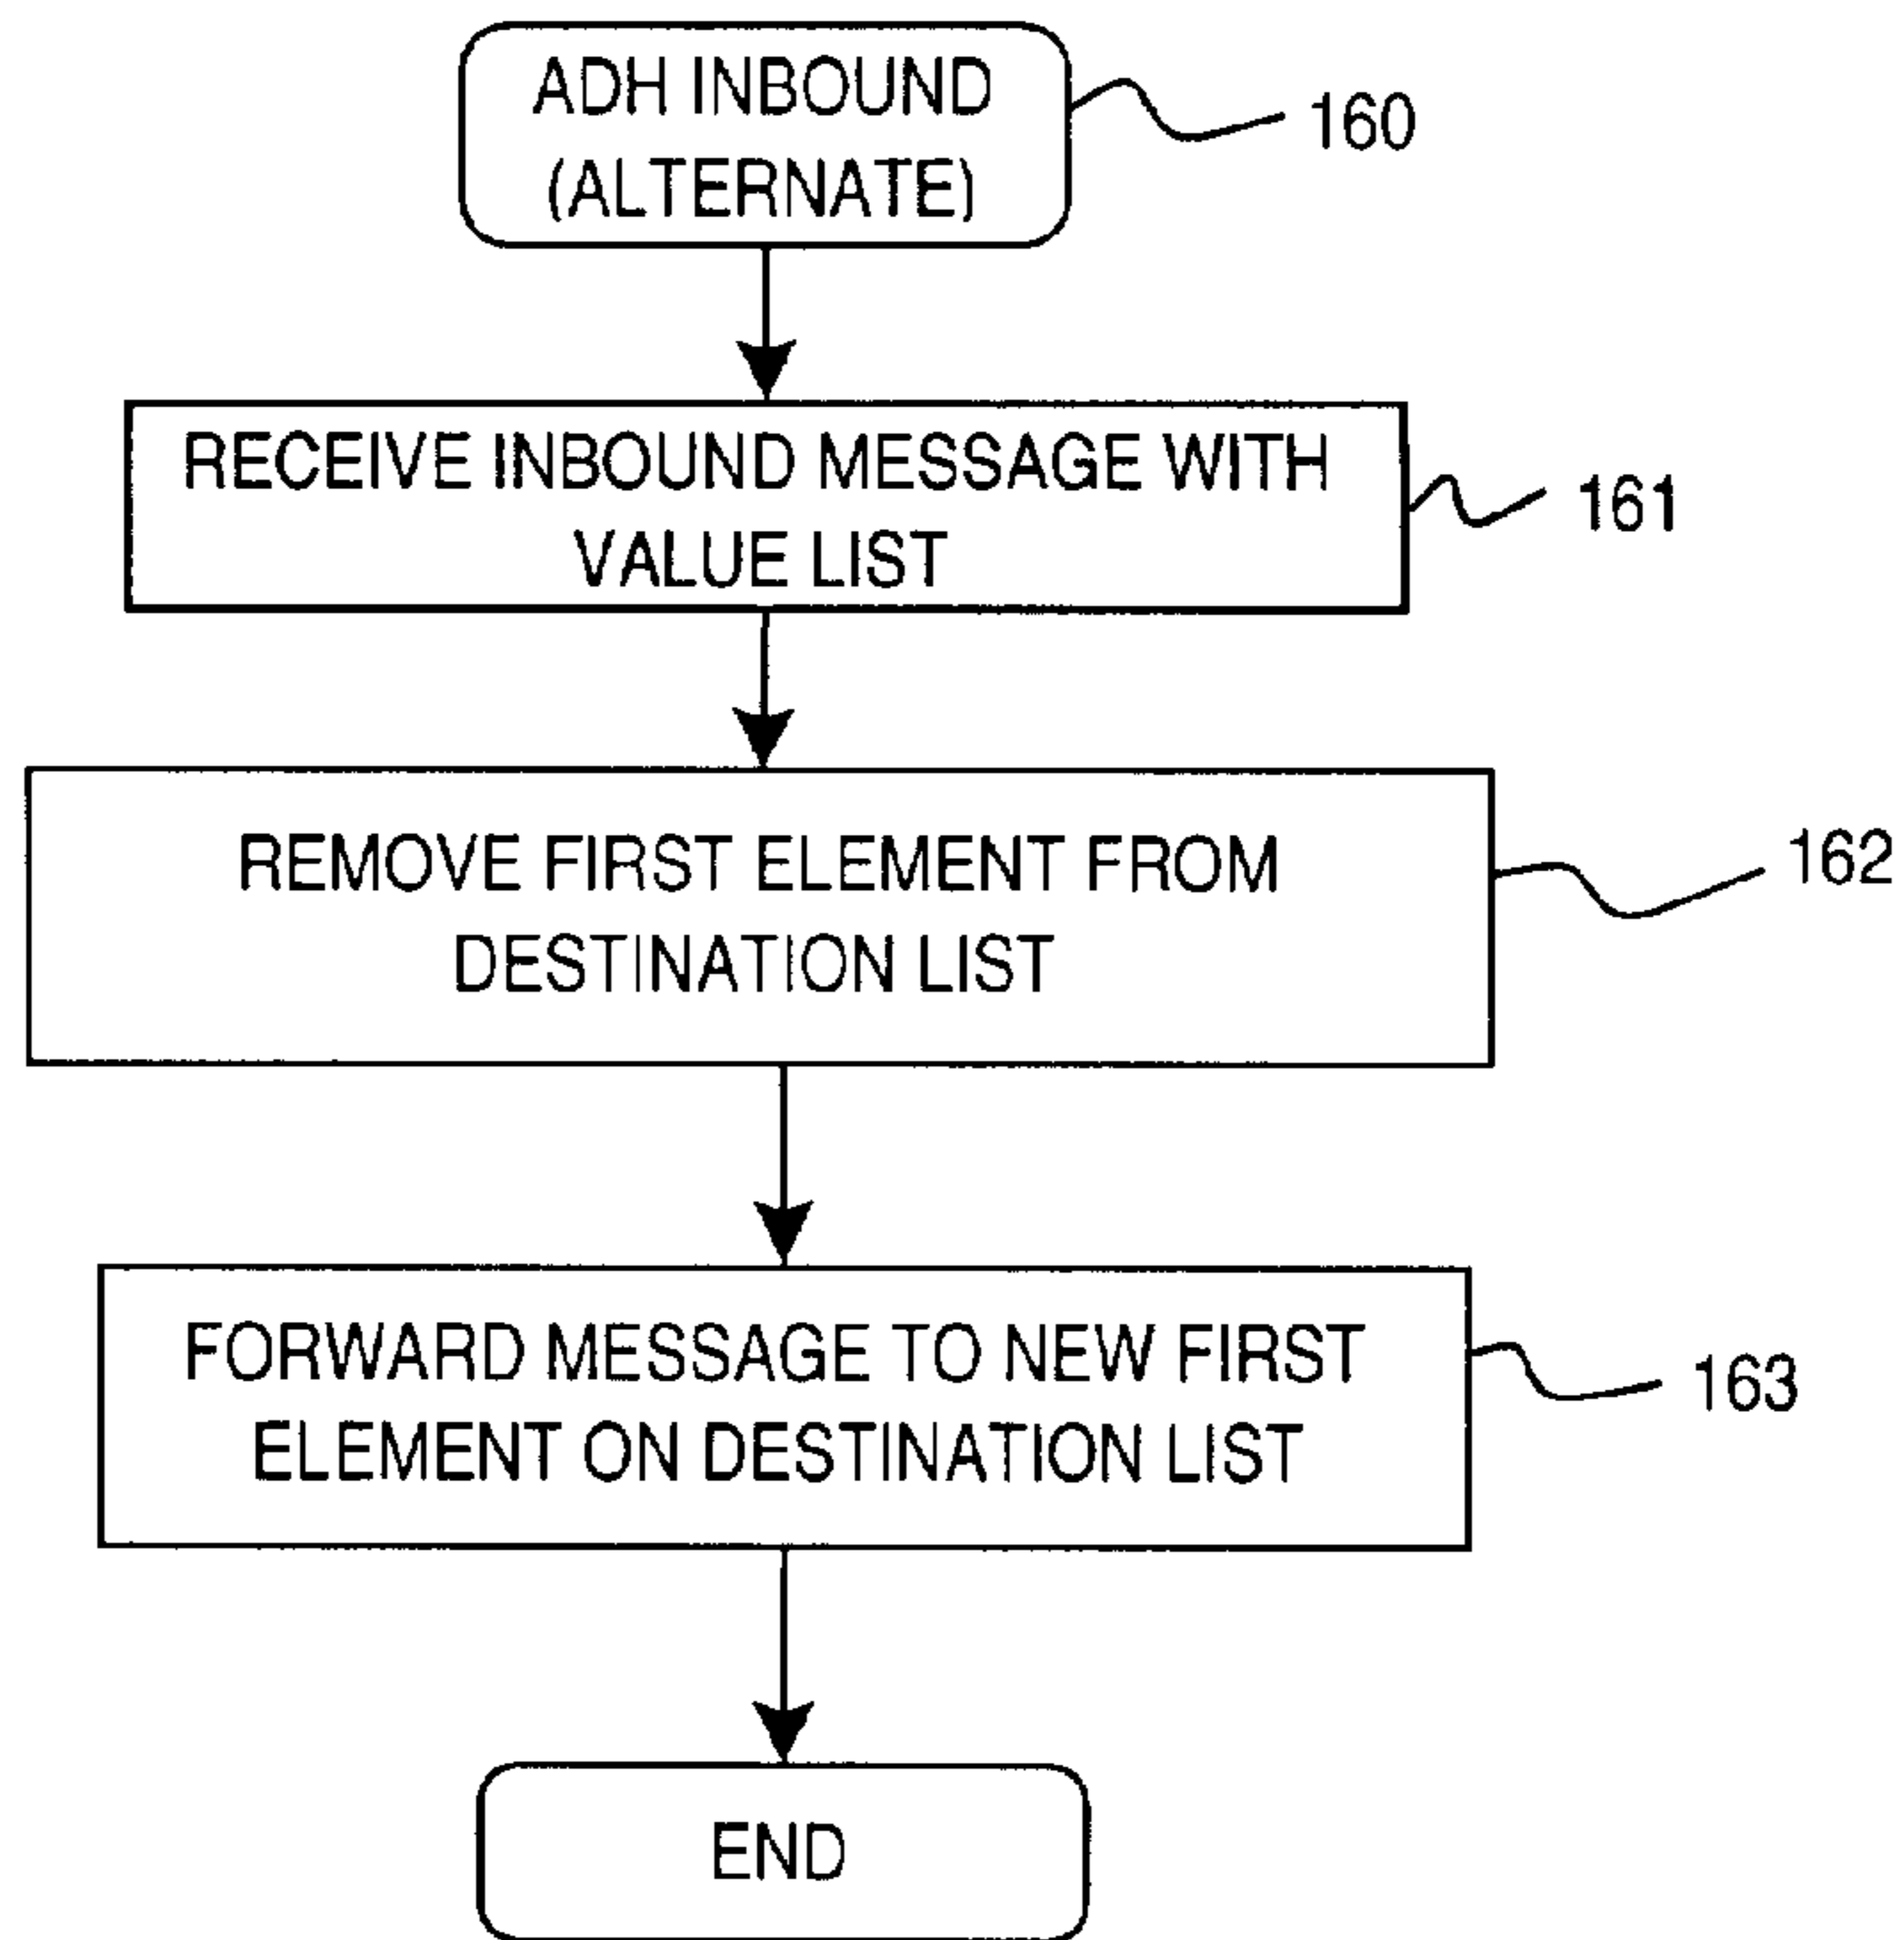 ADH INBOUND
(ALTERNATE)
160
RECEIVE INBOUND MESSAGE WITH
VALUE LIST
161
REMOVE FIRST ELEMENT FROM
DESTINATION LIST
162
FORWARD MESSAGE TO NEW FIRST
ELEMENT ON DESTINATION LIST
163
END